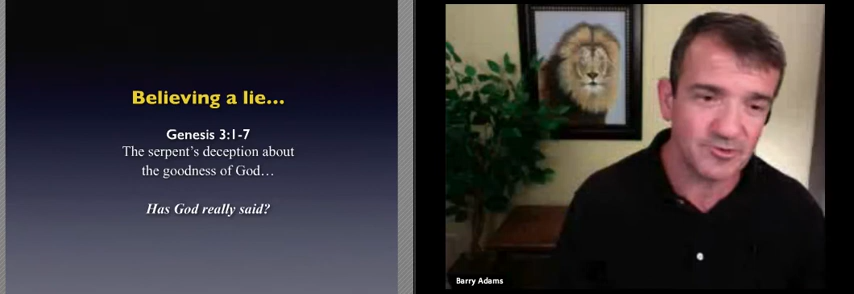 Believing a lie...
Genesis 3:1-7
The serpent's deception about
the goodness of God...
Has God really said?
Barry Adams